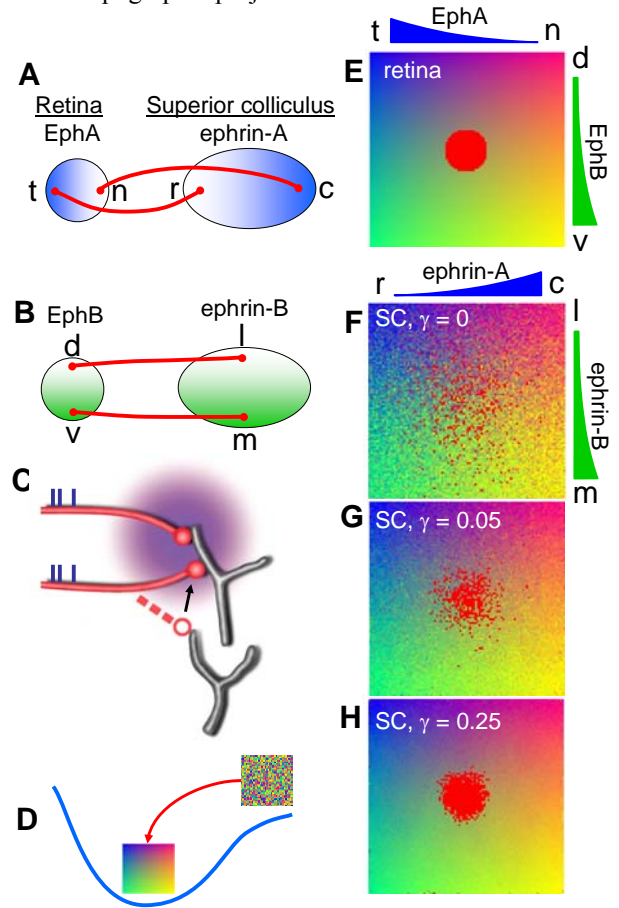 A
Retina
Superior colliculus
EphA
ephrin-A
t
n
r
c
B
EphB
ephrin-B
d
l
v
m
C
D
EphA
t
n
E
retina
d
EphB
v
ephrin-A
r
c
F
SC, γ = 0
l
ephrin-B
m
G
SC, γ = 0.05
H
SC, γ = 0.25